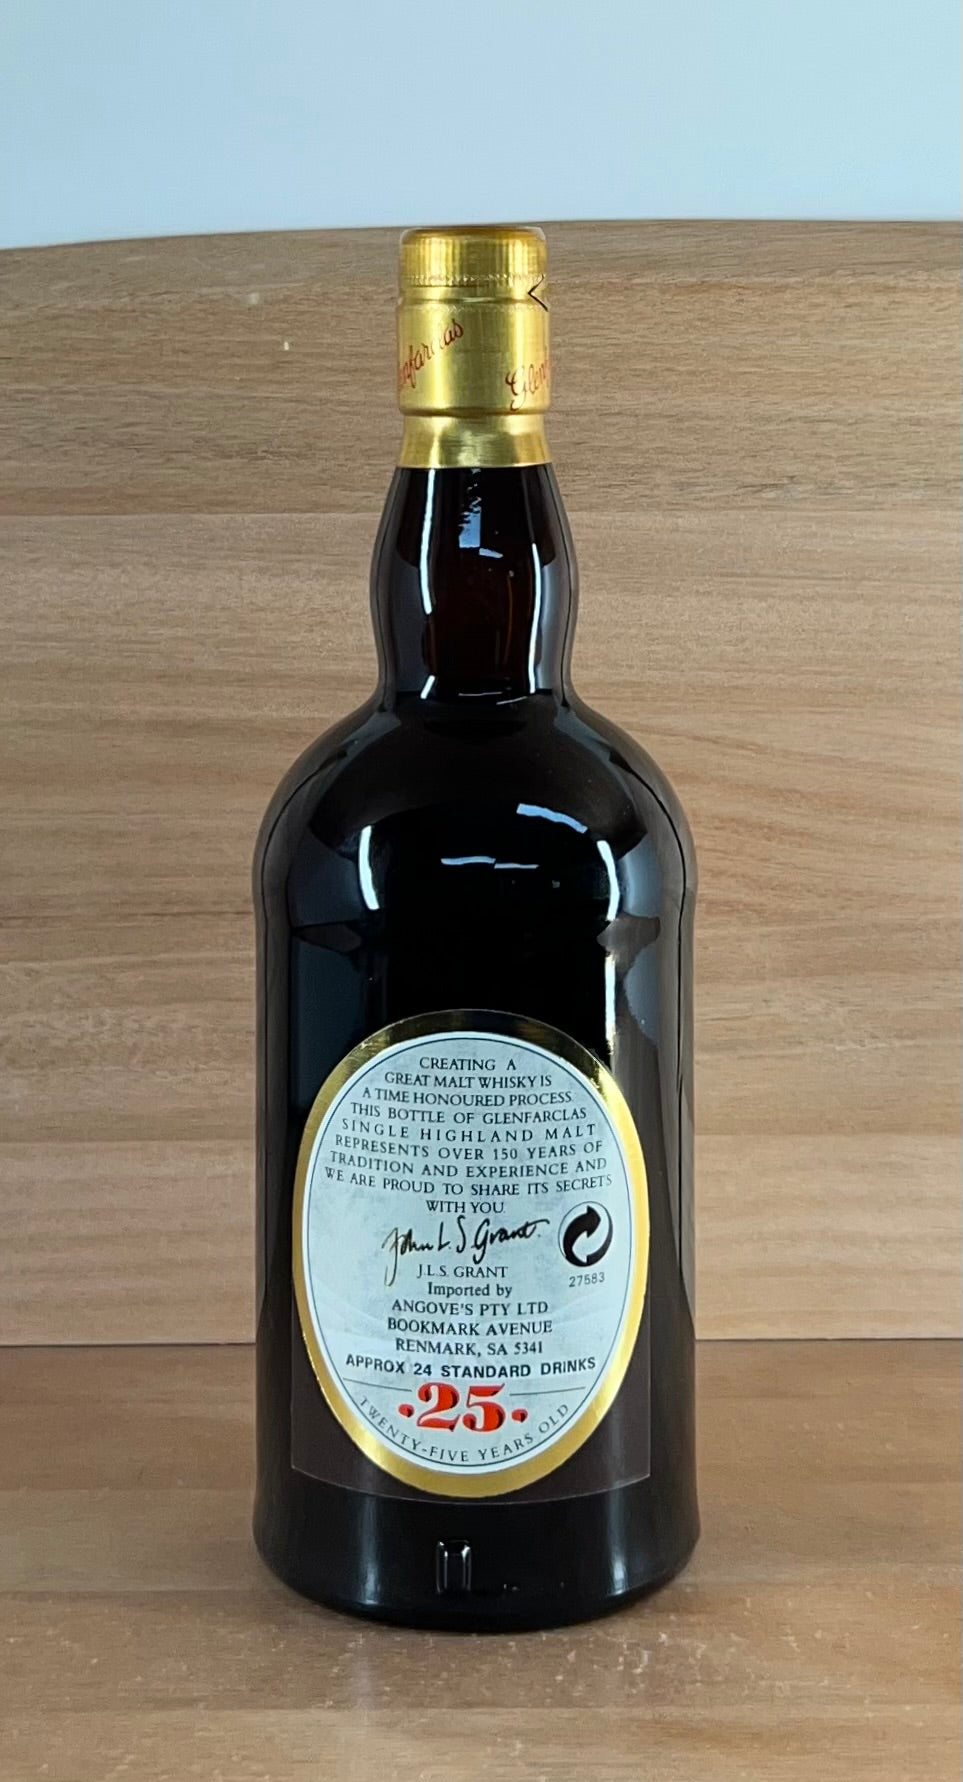 Glenfarclas
Glenf
CREATING A
GREAT MALT WHISKY IS
A TIME HONOURED PROCESS.
THIS BOTTLE OF GLENFARCLAS
SINGLE HIGHLAND MALT
REPRESENTS OVER 150 YEARS OF
TRADITION AND EXPERIENCE AND
WE ARE PROUD TO SHARE ITS SECRETS
WITH YOU.
John L. S. Grant.
J.L.S. GRANT
27583
Imported by
ANGOVE'S PTY LTD
BOOKMARK AVENUE
RENMARK, SA 5341
APPROX 24 STANDARD DRINKS
·25·
TWENTY-FIVE YEARS OLD